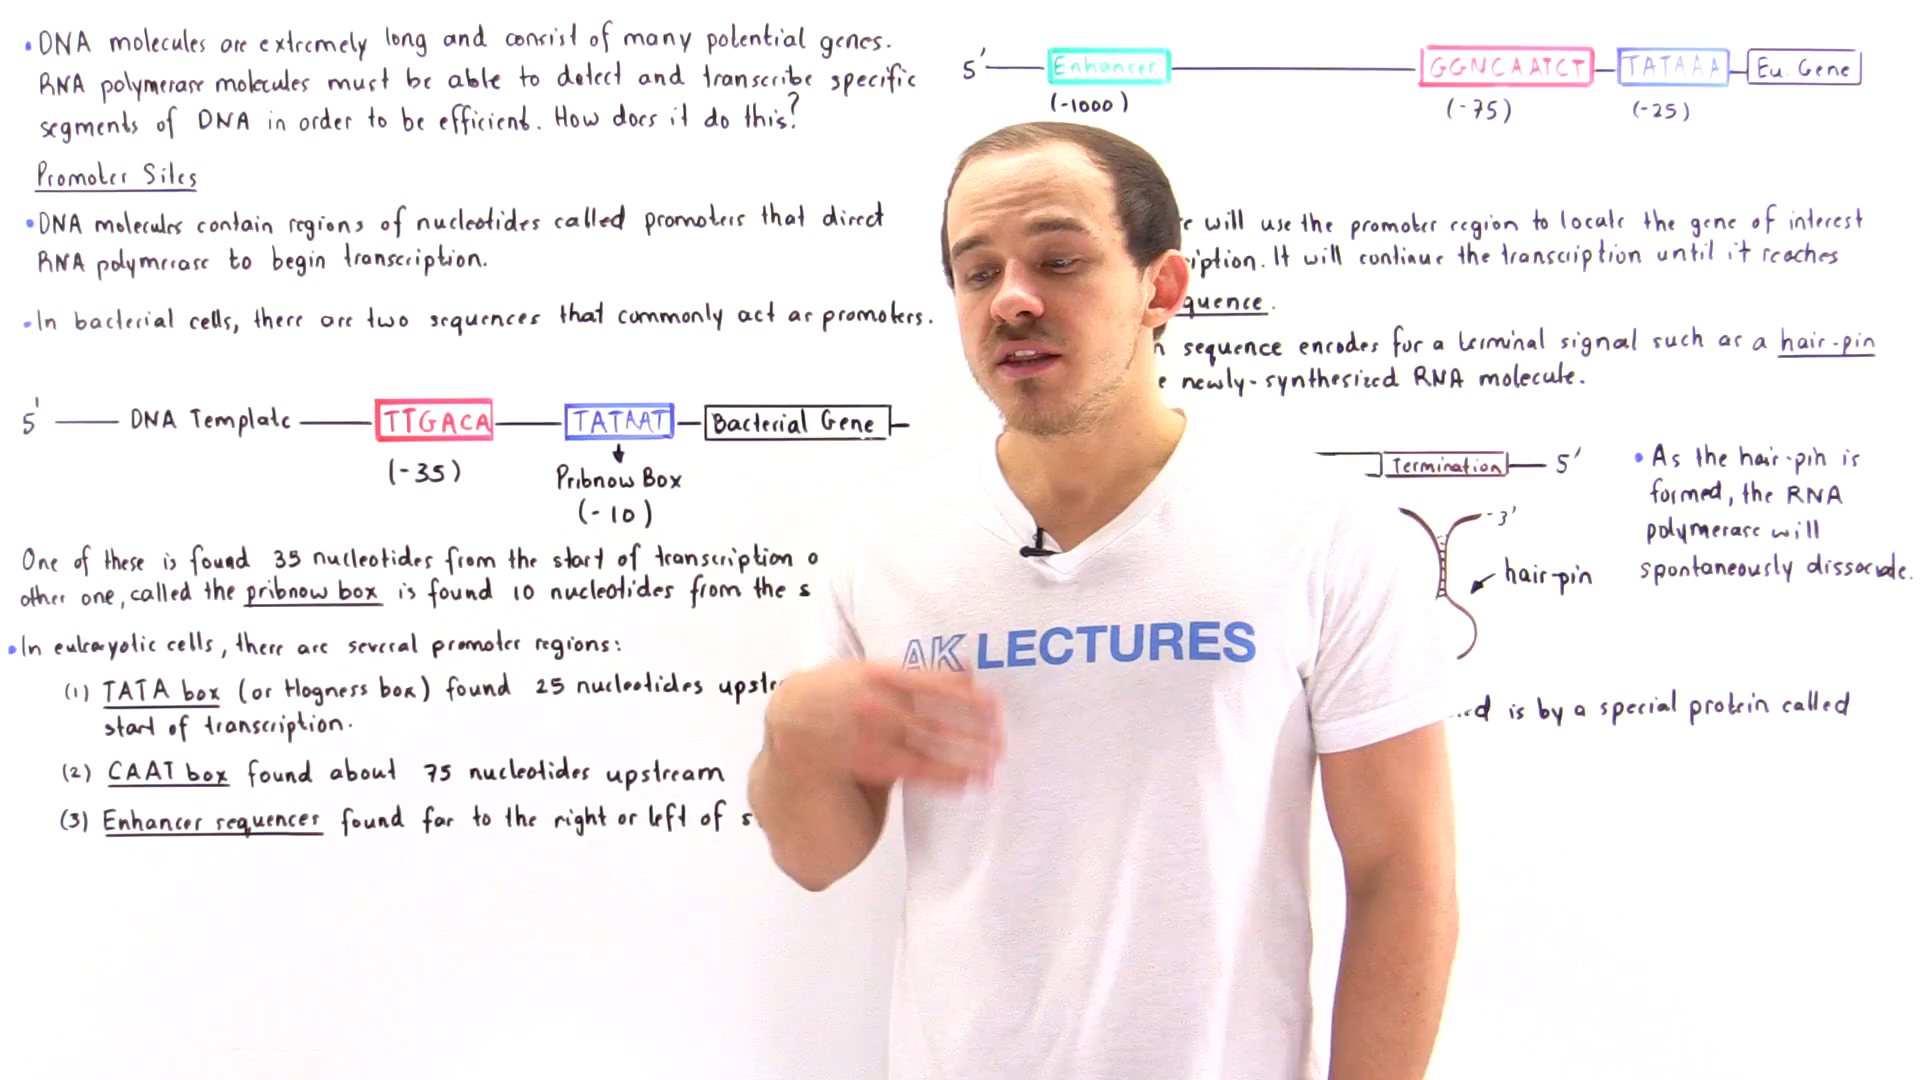 • DNA molecules are extremely long and consist of many potential genes.
RNA polymerase molecules must be able to detect and transcribe specific
segments of DNA in order to be efficient. How does it do this?
Promoter Sites
• DNA molecules contain regions of nucleotides called promoters that direct
RNA polymerase to begin transcription.
• In bacterial cells, there are two sequences that commonly act as promoters.
5' DNA Template TTGACA TATAAT Bacterial Gene
(-35) Pribnow Box
(-10)
One of these is found 35 nucleotides from the start of transcription
other one, called the pribnow box is found 10 nucleotides from the s
• In eukaryotic cells, there are several promoter regions:
(1) TATA box (or Hogness box) found 25 nucleotides upstr
start of transcription.
(2) CAAT box found about 75 nucleotides upstream
(3) Enhancer sequences found far to the right or left of s
5' Enhancer GGNCAATCT TATAAA Eu. Gene
(-1000) (-75) (-25)
will use the promoter region to locate the gene of interest
ription. It will continue the transcription until it reaches
quence.
n sequence encodes for a terminal signal such as a hair-pin
newly-synthesized RNA molecule.
Termination 5'
3'
hair-pin
• As the hair-pin is
formed, the RNA
polymerase will
spontaneously dissociate.
is by a special protein called
AK LECTURES